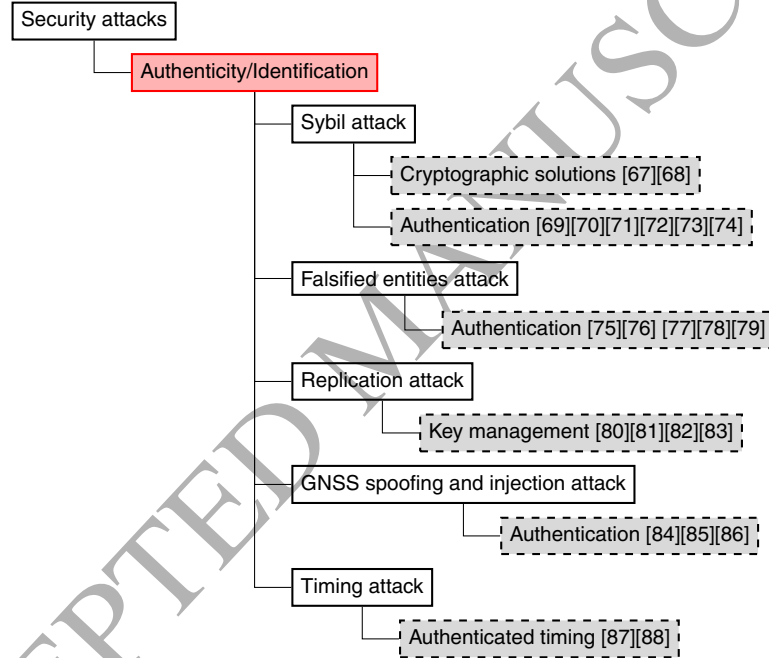 Security attacks
Authenticity/Identification
Sybil attack
Cryptographic solutions [67][68]
Authentication [69][70][71][72][73][74]
Falsified entities attack
Authentication [75][76] [77][78][79]
Replication attack
Key management [80][81][82][83]
GNSS spoofing and injection attack
Authentication [84][85][86]
Timing attack
Authenticated timing [87][88]